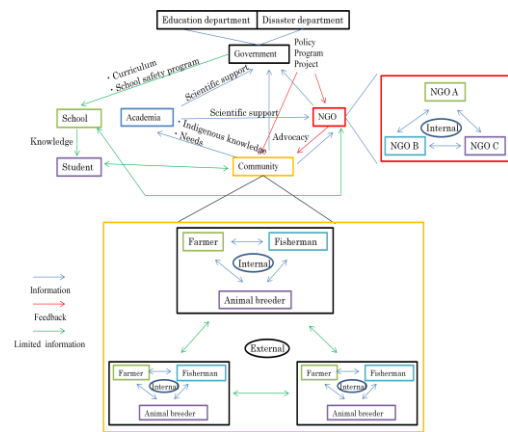 Education department
Disaster department
Government
Policy
Program
Project
・Curriculum
・School safety program
Scientific support
School
Academia
Scientific support
NGO
・Indigenous knowledge
・Needs
Advocacy
Knowledge
Student
Community
NGO A
Internal
NGO B
NGO C
Farmer
Fisherman
Internal
Animal breeder
Information
Feedback
Limited information
External
Farmer
Fisherman
Internal
Animal breeder
Farmer
Fisherman
Internal
Animal breeder